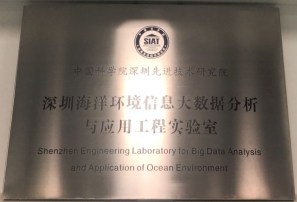 SIAT
中国科学院深圳先进技术研究院
深圳海洋环境信息大数据分析
与应用工程实验室
Shenzhen Engineering Laboratory for Big Data Analysis
and Application of Ocean Environment